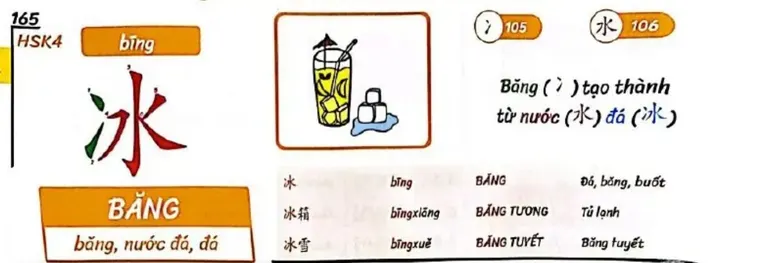 165
HSK4
bīng
冰
BĂNG
băng, nước đá, đá
冫 105
水 106
Băng (冫) tạo thành
từ nước (水) đá (冰)
冰 bīng BĂNG Đá, băng, buốt
冰箱 bīngxiāng BĂNG TƯƠNG Tủ lạnh
冰雪 bīngxuě BĂNG TUYẾT Băng tuyết